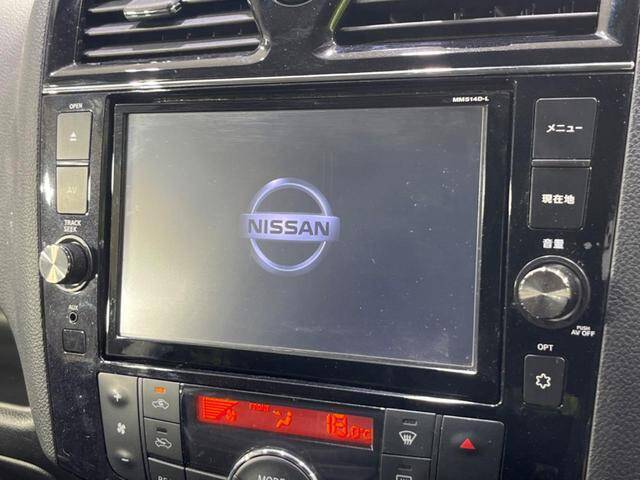 MM514D-L
OPEN
AV
TRACK
SEEK
AUX
NISSAN
メニュー
現在地
音量
PUSH
AV OFF
OPT
FRONT
18.0°C
MODE